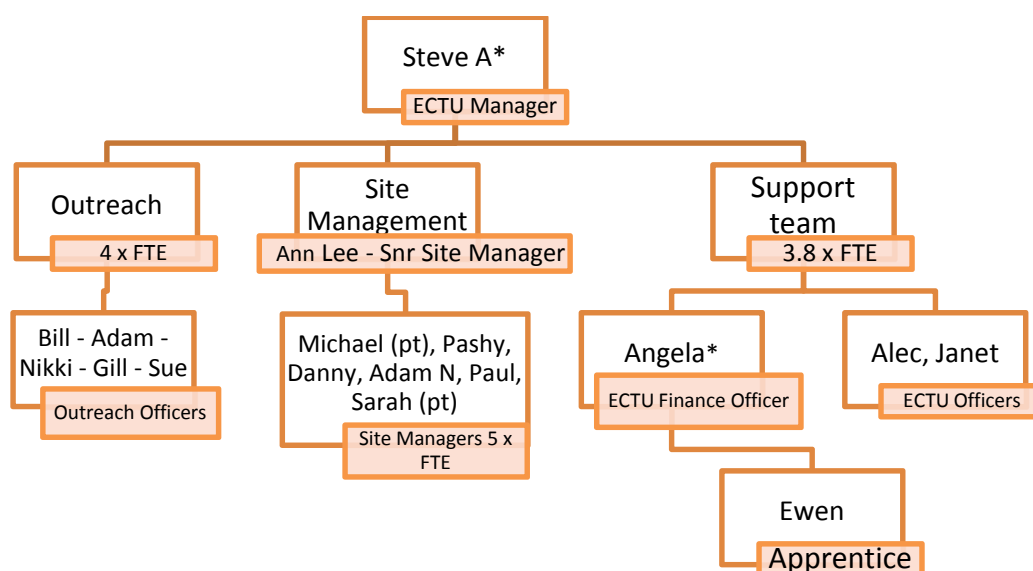 Steve A*
ECTU Manager
Outreach
4 x FTE
Site
Management
Ann Lee - Snr Site Manager
Support
team
3.8 x FTE
Bill - Adam -
Nikki - Gill - Sue
Outreach Officers
Michael (pt), Pashy,
Danny, Adam N, Paul,
Sarah (pt)
Site Managers 5 x
FTE
Angela*
ECTU Finance Officer
Alec, Janet
ECTU Officers
Ewen
Apprentice